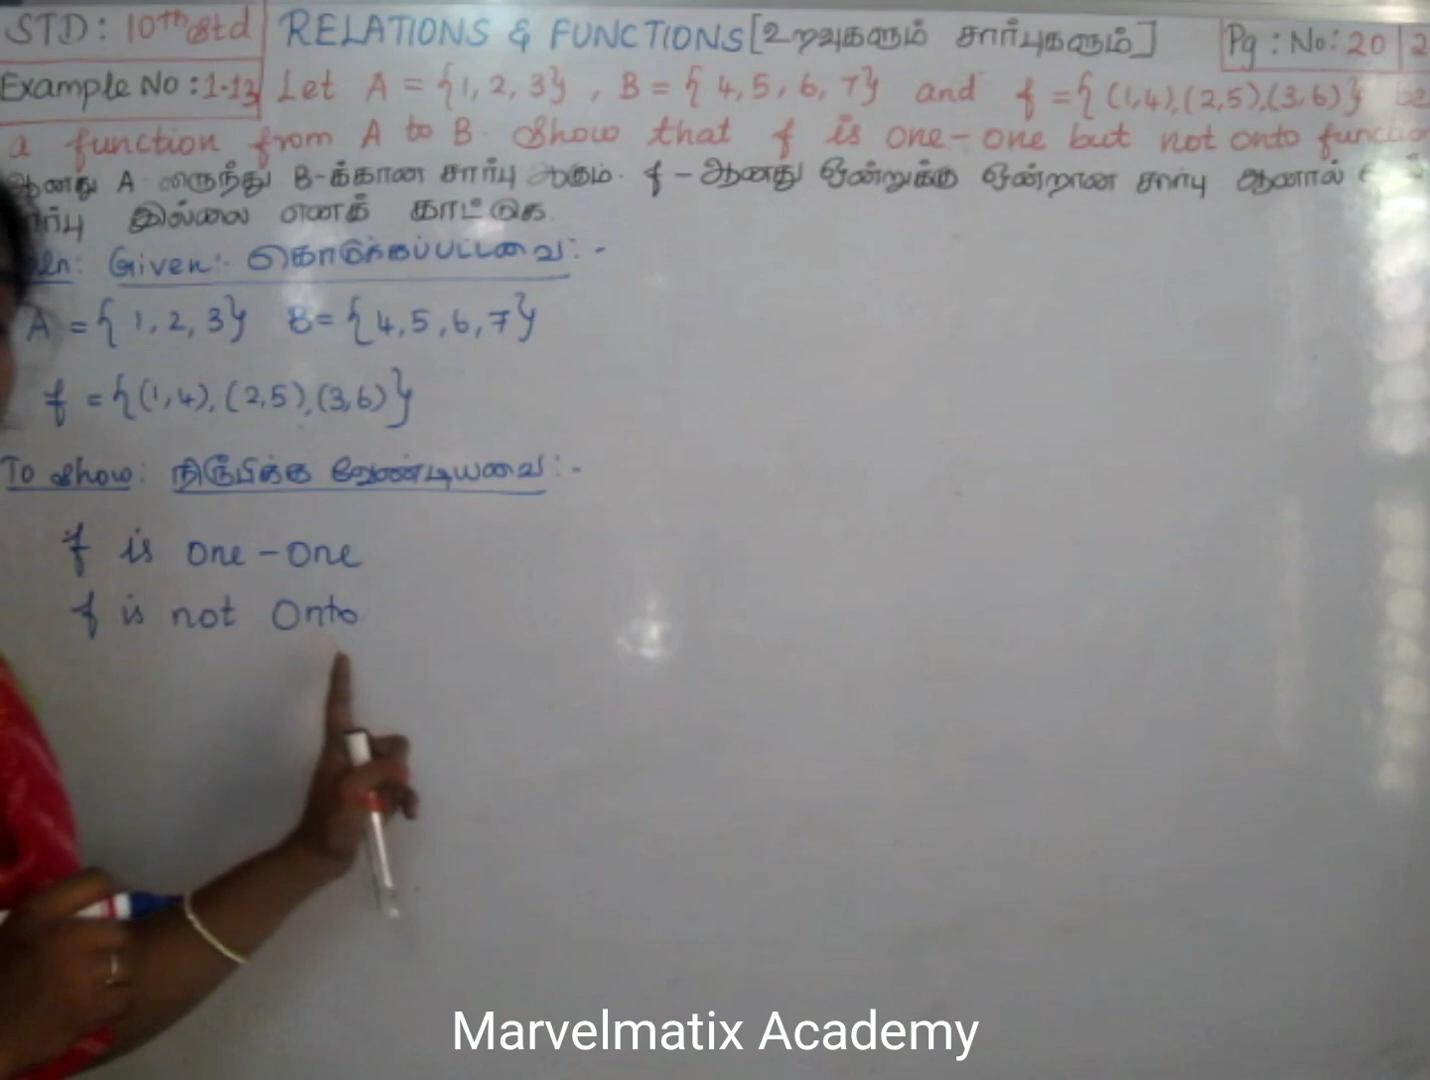 STD: 10th Std RELATIONS & FUNCTIONS [உறவுகளும் சார்புகளும்] Pg: No: 20 | 2
Example No: 1.13 Let A = {1, 2, 3}, B = {4, 5, 6, 7} and f = {(1,4),(2,5),(3,6)} be
a function from A to B. Show that f is one-one but not onto functio
ஆனது A லிருந்து B-க்கான சார்பு ஆகும். f - ஆனது ஒன்றுக்கு ஒன்றான சார்பு ஆனால்
இல்லை எனக் காட்டுக.
Given: கொடுக்கப்பட்டவை:-
A = {1, 2, 3} B = {4, 5, 6, 7}
f = {(1,4), (2,5), (3,6)}
To show: நிரூபிக்க வேண்டியவை:-
f is one-one
f is not Onto
Marvelmatix Academy